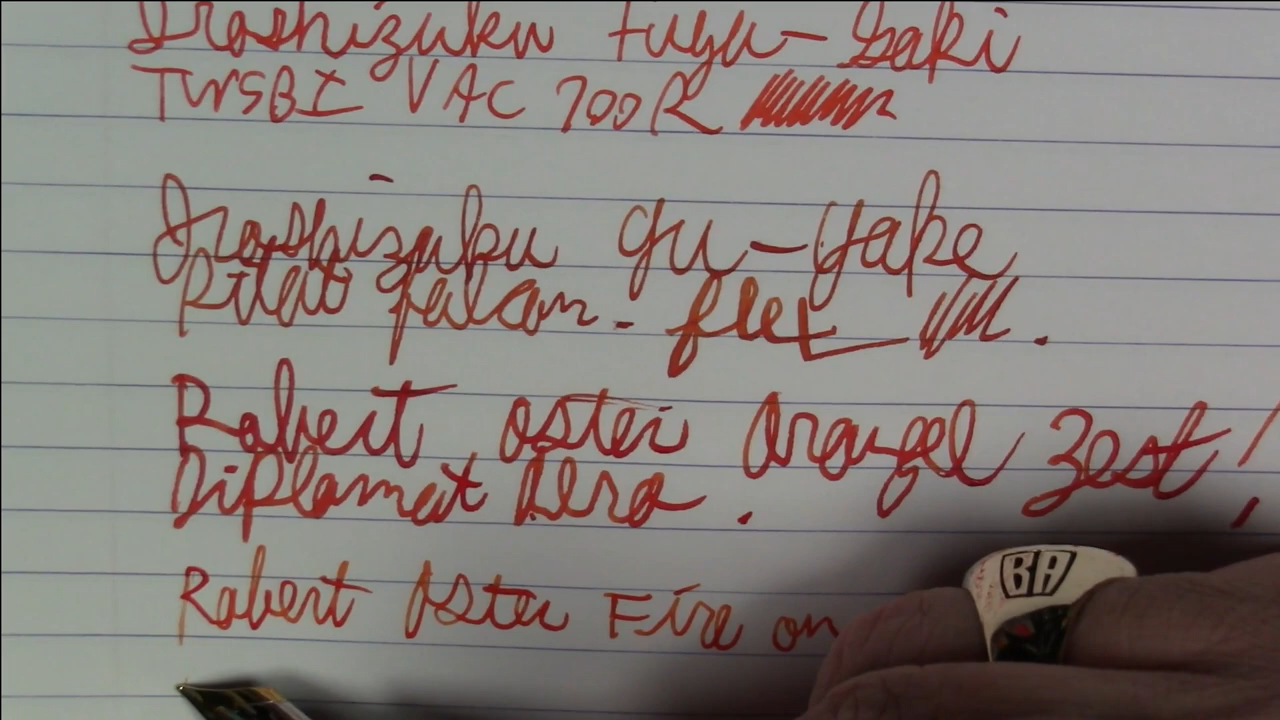 Iroshizuku Fuyu-Gaki
TWSBI VAC 700R
Iroshizuku Yu-Yake
Pilot Falcon - flex.
Robert Oster Orange Zest!
Diplomat Aero.
Robert Oster Fire on
BA